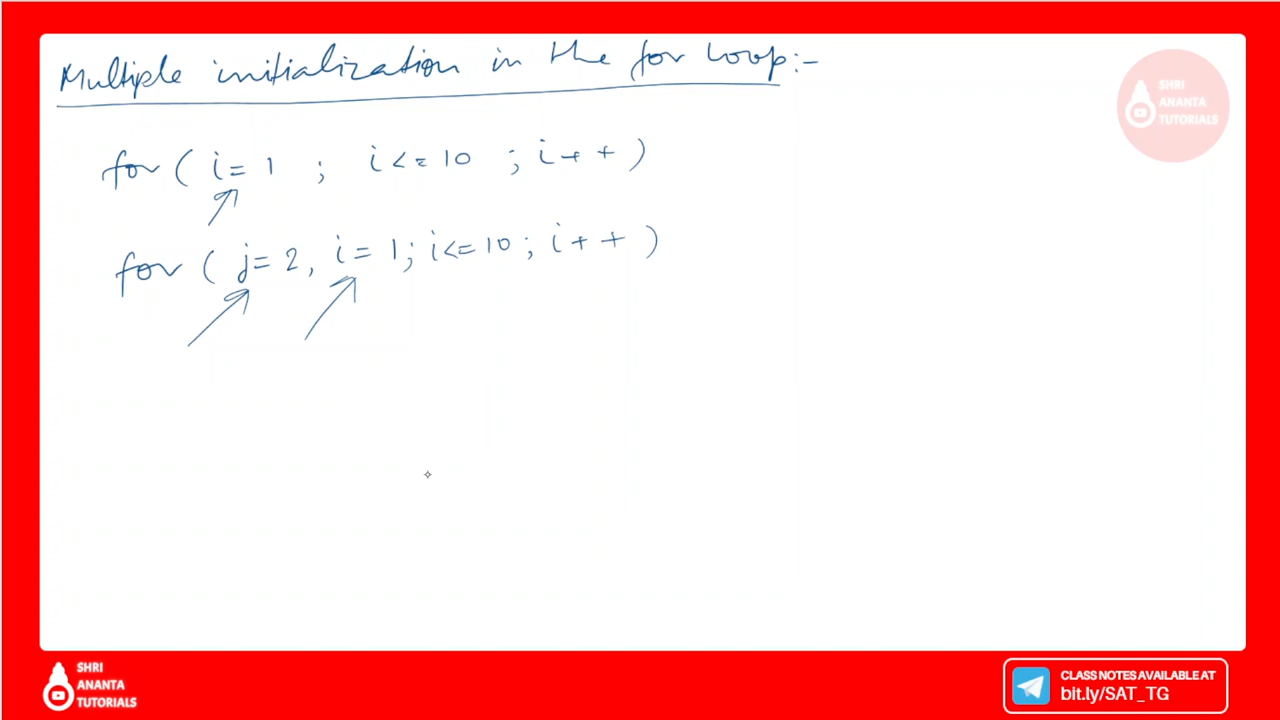 Multiple initialization in the for loop:-
SHRI
ANANTA
TUTORIALS
for ( i = 1 ; i <= 10 ; i + + )
for ( j = 2, i = 1; i <= 10 ; i + + )
SHRI
ANANTA
TUTORIALS
CLASS NOTES AVAILABLE AT
bit.ly/SAT_TG